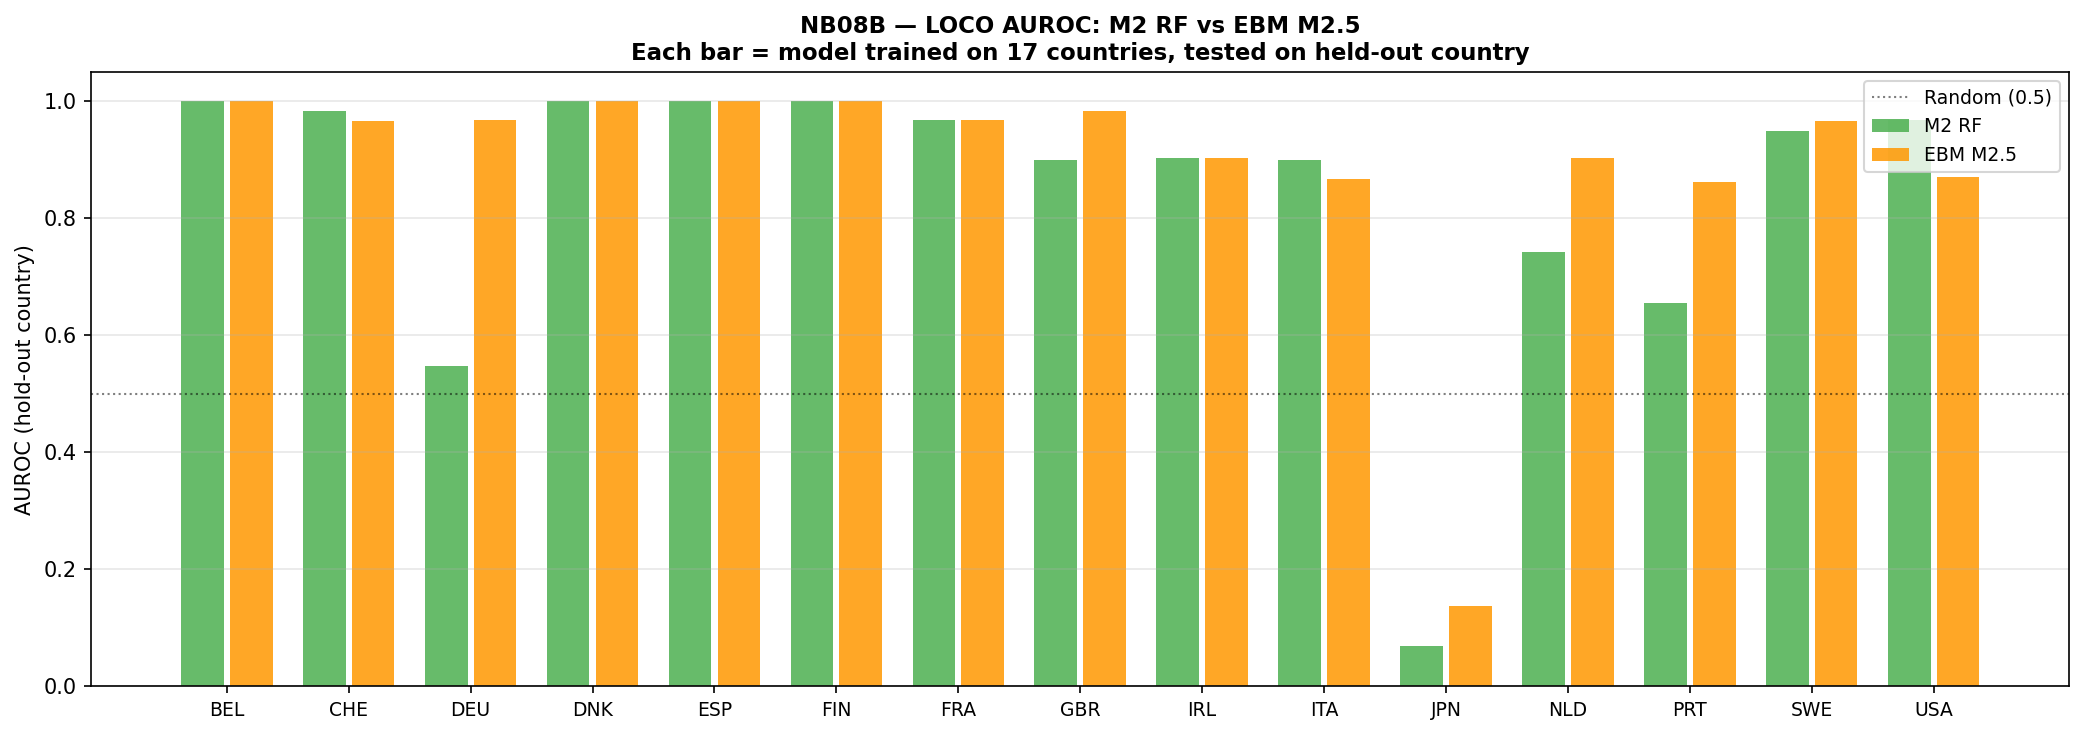 NB08B — LOCO AUROC: M2 RF vs EBM M2.5
Each bar = model trained on 17 countries, tested on held-out country
AUROC (hold-out country)
1.0
0.8
0.6
0.4
0.2
0.0
Random (0.5)
M2 RF
EBM M2.5
BEL CHE DEU DNK ESP FIN FRA GBR IRL ITA JPN NLD PRT SWE USA